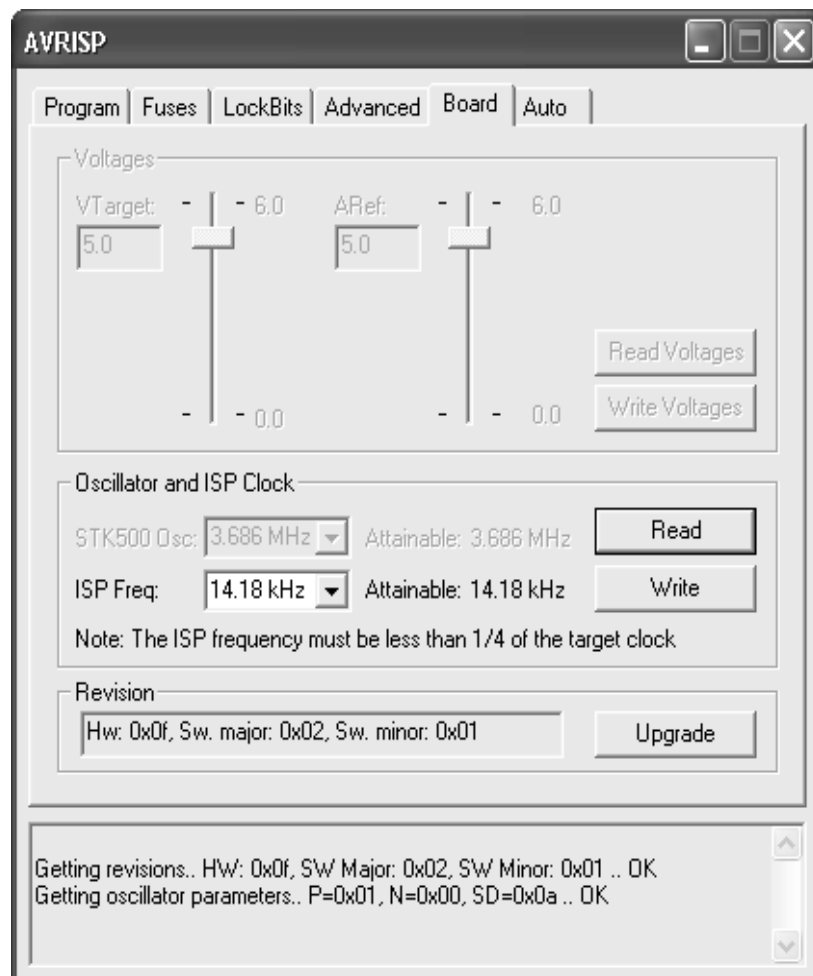 AVRISP
Program Fuses LockBits Advanced Board Auto
Voltages
VTarget: 6.0 ARef: 6.0
5.0 5.0
Read Voltages
0.0 0.0 Write Voltages
Oscillator and ISP Clock
STK500 Osc: 3.686 MHz Attainable: 3.686 MHz Read
ISP Freq: 14.18 kHz Attainable: 14.18 kHz Write
Note: The ISP frequency must be less than 1/4 of the target clock
Revision
Hw: 0x0f, Sw. major: 0x02, Sw. minor: 0x01 Upgrade
Getting revisions.. HW: 0x0f, SW Major: 0x02, SW Minor: 0x01 .. OK
Getting oscillator parameters.. P=0x01, N=0x00, SD=0x0a .. OK